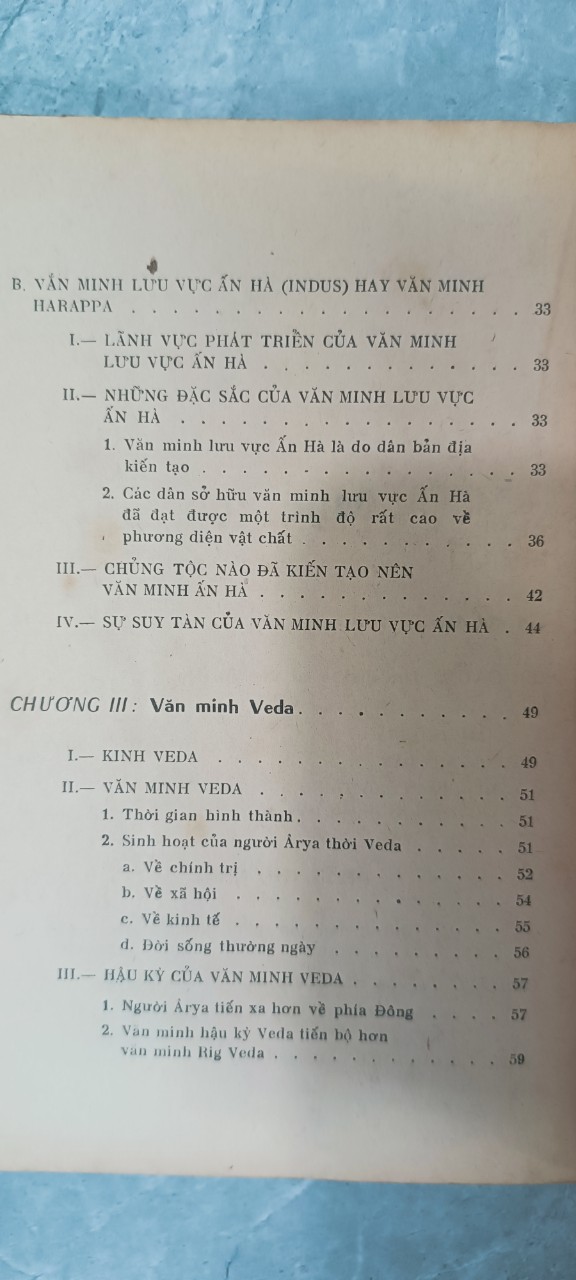 B. VĂN MINH LƯU VỰC ẤN HÀ (INDUS) HAY VĂN MINH
HARAPPA . . . . . . . . . . . . . . . . . . 33
I.— LÃNH VỰC PHÁT TRIỂN CỦA VĂN MINH
LƯU VỰC ẤN HÀ . . . . . . . . . . . . . 33
II.— NHỮNG ĐẶC SẮC CỦA VĂN MINH LƯU VỰC
ẤN HÀ . . . . . . . . . . . . . . . . . 33
1. Văn minh lưu vực Ấn Hà là do dân bản địa
kiến tạo . . . . . . . . . . . . . . . 33
2. Các dân sở hữu văn minh lưu vực Ấn Hà
đã đạt được một trình độ rất cao về
phương diện vật chất . . . . . . . . . . 36
III.— CHỦNG TỘC NÀO ĐÃ KIẾN TẠO NÊN
VĂN MINH ẤN HÀ . . . . . . . . . . . . . 42
IV.— SỰ SUY TÀN CỦA VĂN MINH LƯU VỰC ẤN HÀ . 44
CHƯƠNG III : Văn minh Veda . . . . . . . . . . . 49
I.— KINH VEDA . . . . . . . . . . . . . . . 49
II.— VĂN MINH VEDA . . . . . . . . . . . . . 51
1. Thời gian hình thành . . . . . . . . . . . 51
2. Sinh hoạt của người Ārya thời Veda . . . . . 51
a. Về chính trị . . . . . . . . . . . . . 52
b. Về xã hội . . . . . . . . . . . . . . 54
c. Về kinh tế . . . . . . . . . . . . . . 55
d. Đời sống thường ngày . . . . . . . . . 56
III.— HẬU KỲ CỦA VĂN MINH VEDA . . . . . . . . 57
1. Người Ārya tiến xa hơn về phía Đông . . . . 57
2. Văn minh hậu kỳ Veda tiến bộ hơn
văn minh Rig Veda . . . . . . . . . . . . 59